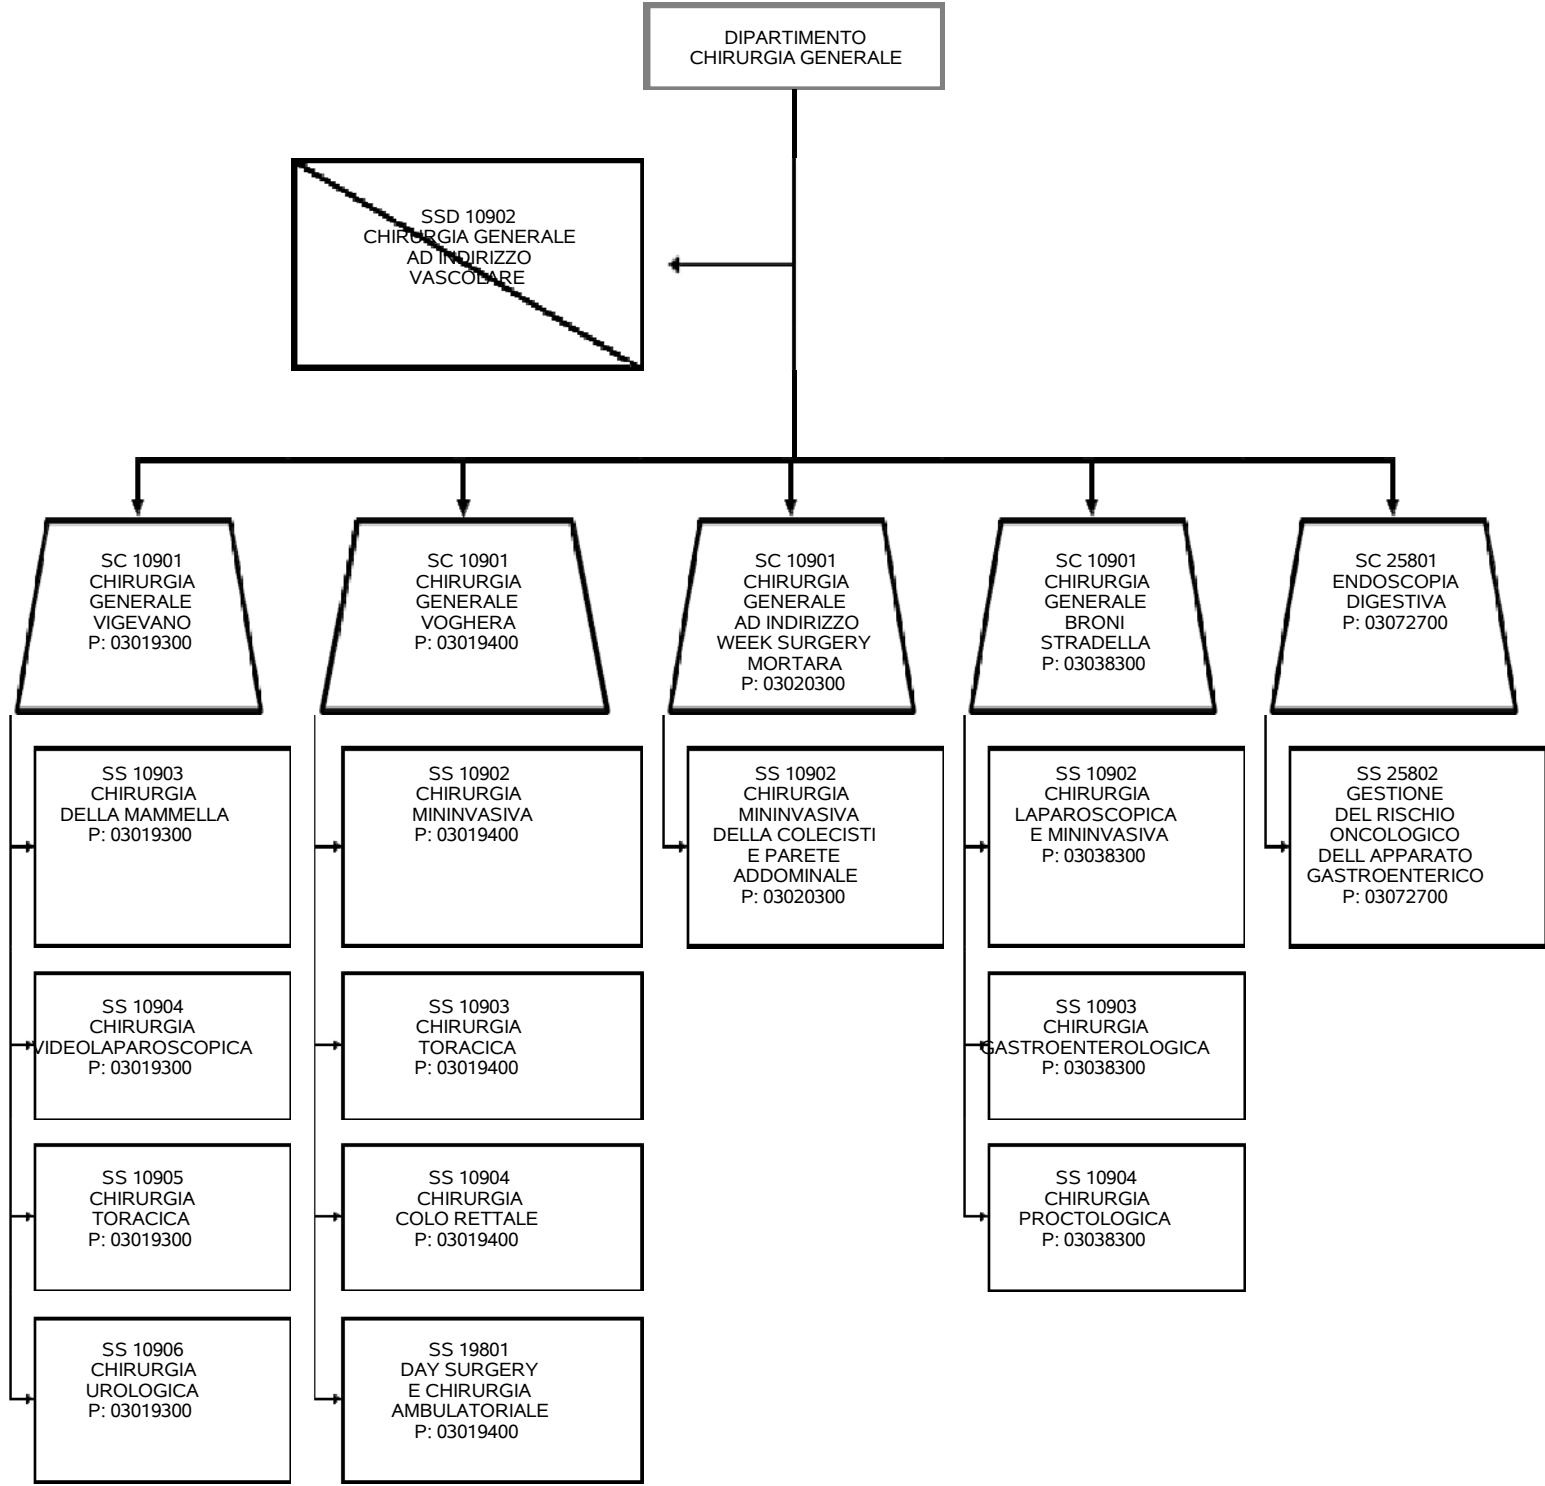 DIPARTIMENTO
CHIRURGIA GENERALE
SSD 10902
CHIRURGIA GENERALE
AD INDIRIZZO
VASCOLARE
SC 10901
CHIRURGIA
GENERALE
VIGEVANO
P: 03019300
SC 10901
CHIRURGIA
GENERALE
VOGHERA
P: 03019400
SC 10901
CHIRURGIA
GENERALE
AD INDIRIZZO
WEEK SURGERY
MORTARA
P: 03020300
SC 10901
CHIRURGIA
GENERALE
BRONI
STRADELLA
P: 03038300
SC 25801
ENDOSCOPIA
DIGESTIVA
P: 03072700
SS 10903
CHIRURGIA
DELLA MAMMELLA
P: 03019300
SS 10902
CHIRURGIA
MININVASIVA
P: 03019400
SS 10902
CHIRURGIA
MININVASIVA
DELLA COLECISTI
E PARETE
ADDOMINALE
P: 03020300
SS 10902
CHIRURGIA
LAPAROSCOPICA
E MININVASIVA
P: 03038300
SS 25802
GESTIONE
DEL RISCHIO
ONCOLOGICO
DELL APPARATO
GASTROENTERICO
P: 03072700
SS 10904
CHIRURGIA
VIDEOLAPAROSCOPICA
P: 03019300
SS 10903
CHIRURGIA
TORACICA
P: 03019400
SS 10903
CHIRURGIA
GASTROENTEROLOGICA
P: 03038300
SS 10905
CHIRURGIA
TORACICA
P: 03019300
SS 10904
CHIRURGIA
COLO RETTALE
P: 03019400
SS 10904
CHIRURGIA
PROCTOLOGICA
P: 03038300
SS 10906
CHIRURGIA
UROLOGICA
P: 03019300
SS 19801
DAY SURGERY
E CHIRURGIA
AMBULATORIALE
P: 03019400